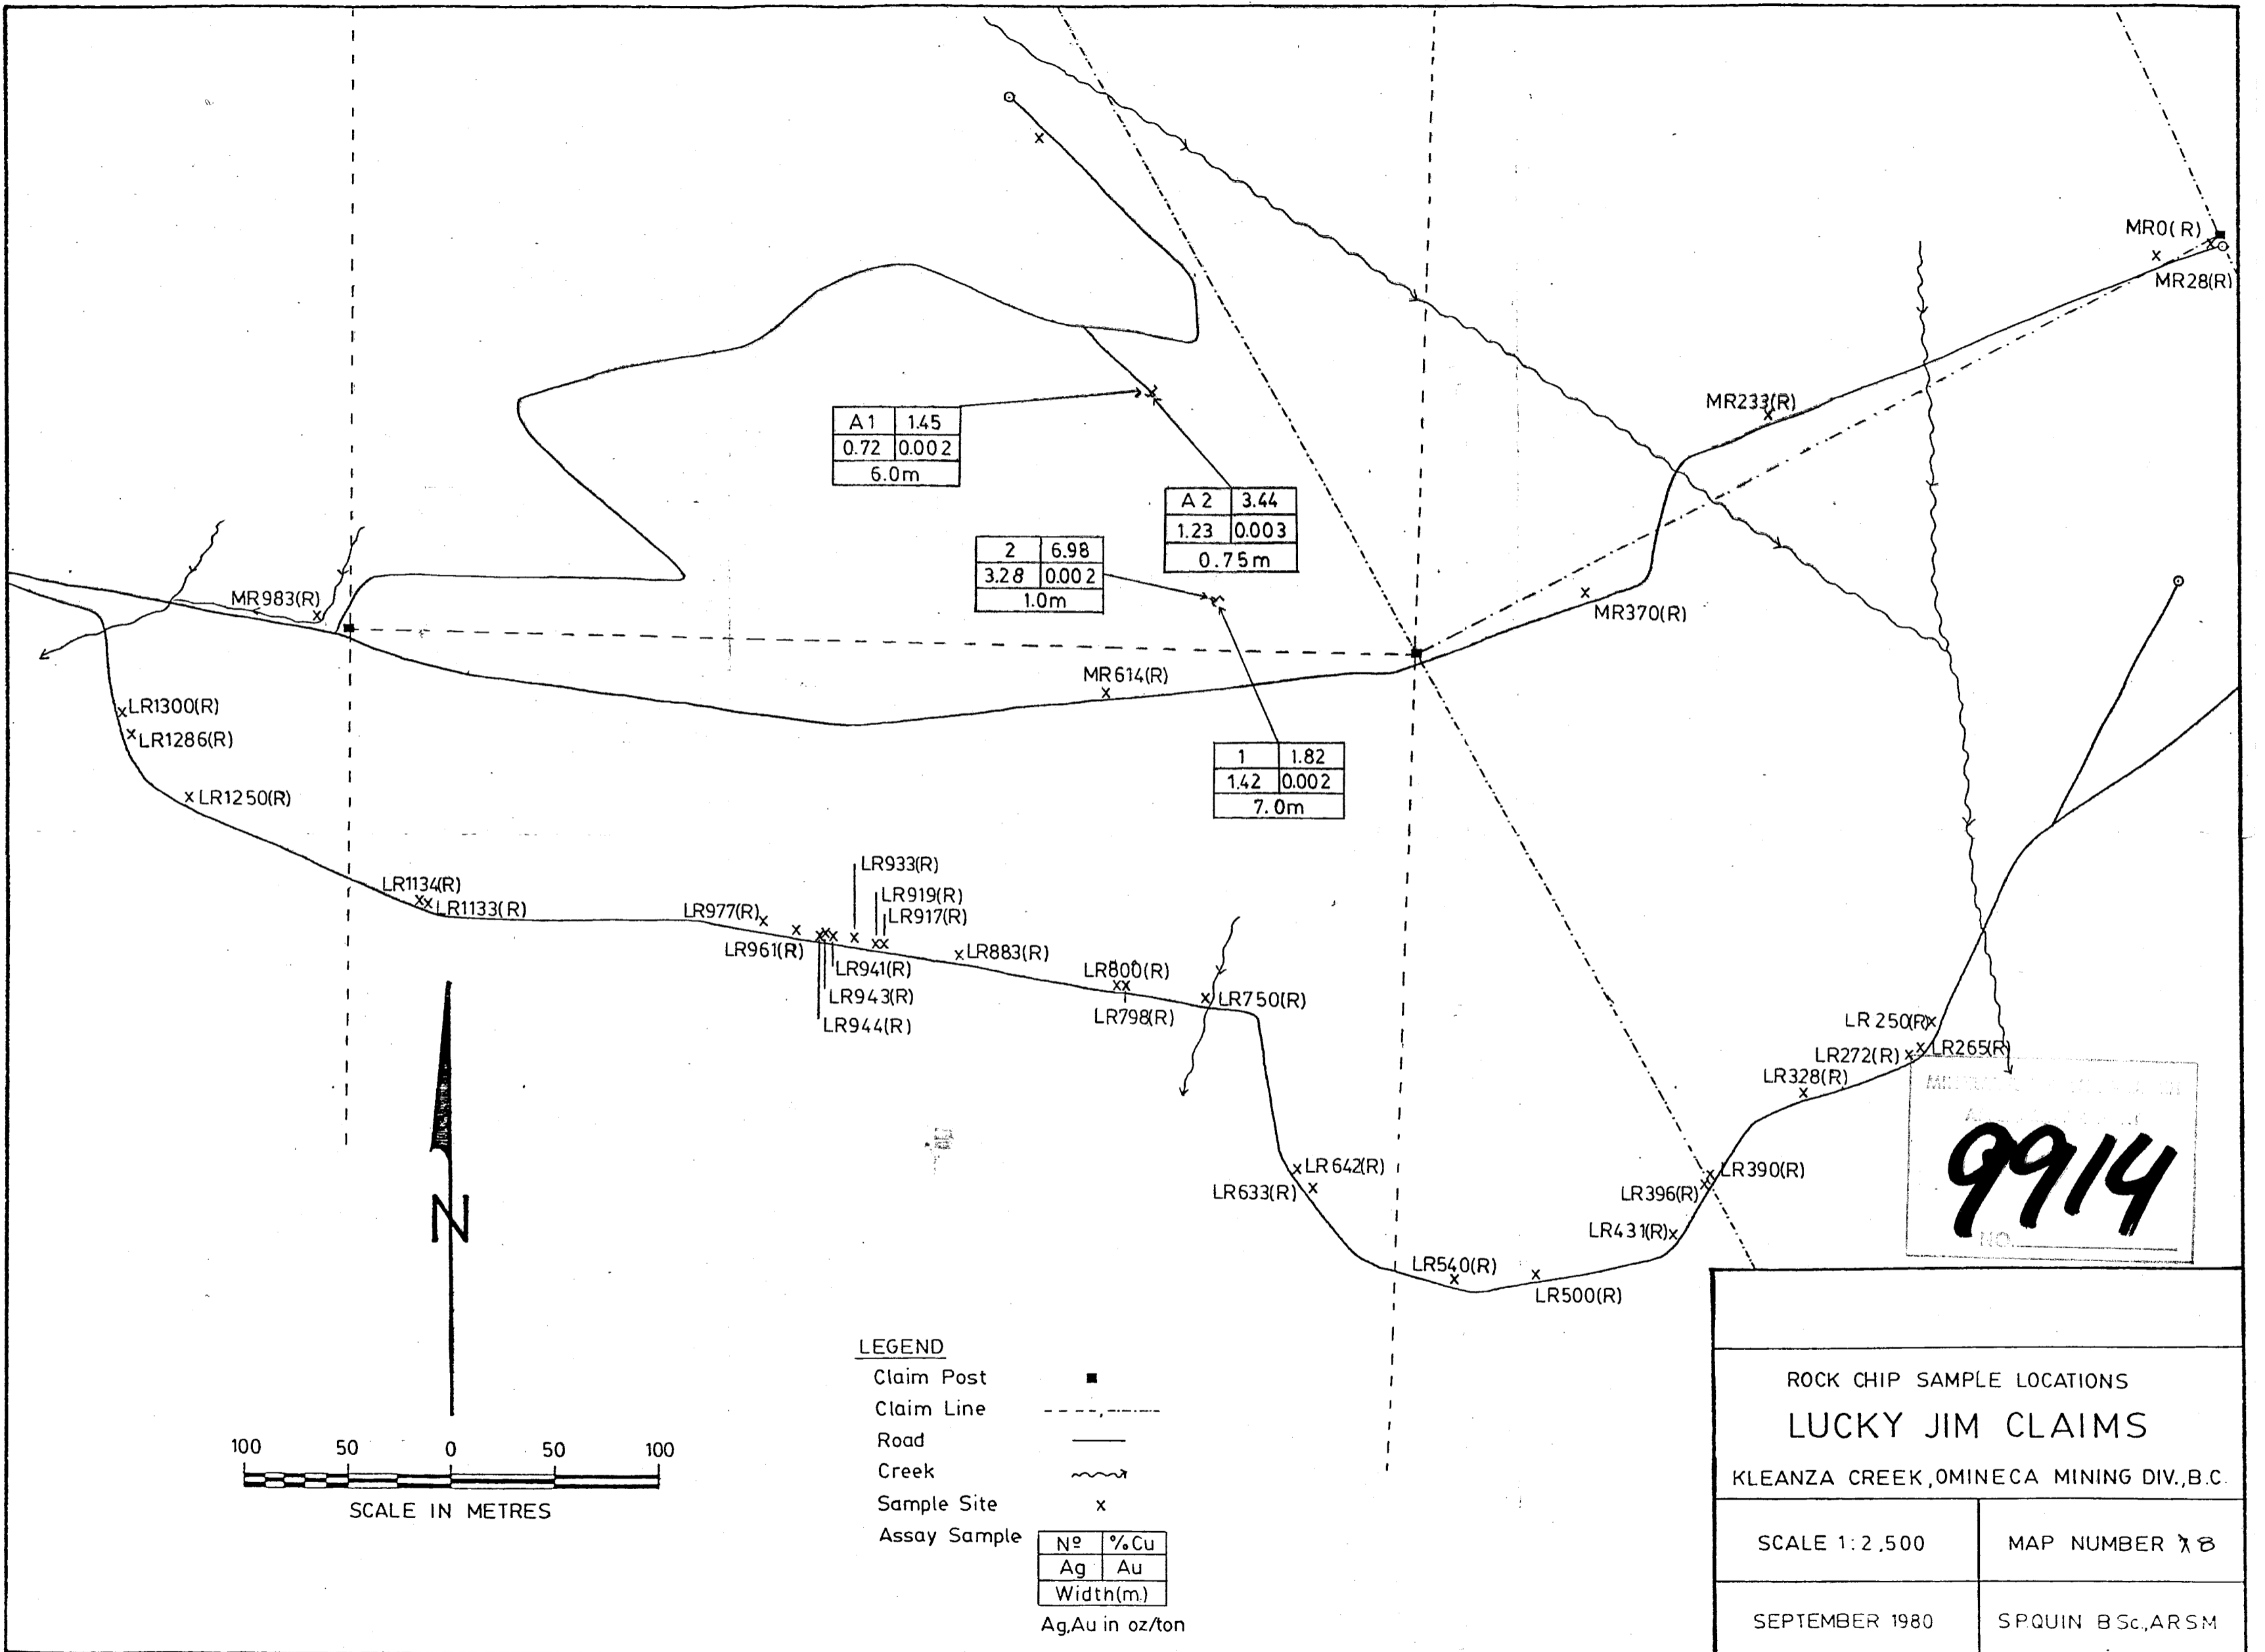 MR0(R)
MR28(R)
MR233(R)
A1 1.45
0.72 0.002
6.0m
A2 3.44
1.23 0.003
0.75m
2 6.98
3.28 0.002
1.0m
MR983(R)
MR370(R)
MR614(R)
LR1300(R)
LR1286(R)
1 1.82
1.42 0.002
7.0m
LR1250(R)
LR933(R)
LR1134(R)
LR919(R)
LR1133(R)
LR977(R)
LR917(R)
LR961(R)
LR883(R)
LR941(R)
LR800(R)
LR943(R)
LR750(R)
LR798(R)
LR944(R)
LR250(R)
LR272(R)
LR265(R)
LR328(R)
9914
NO.
LR642(R)
LR390(R)
LR633(R)
LR396(R)
LR431(R)
N
LR540(R)
LR500(R)
LEGEND
Claim Post
Claim Line
Road
Creek
Sample Site
Assay Sample
Nº %Cu
Ag Au
Width(m.)
Ag,Au in oz/ton
100 50 0 50 100
SCALE IN METRES
ROCK CHIP SAMPLE LOCATIONS
LUCKY JIM CLAIMS
KLEANZA CREEK, OMINECA MINING DIV., B.C.
SCALE 1:2,500
MAP NUMBER 8
SEPTEMBER 1980
S.P.QUIN B Sc.,ARSM